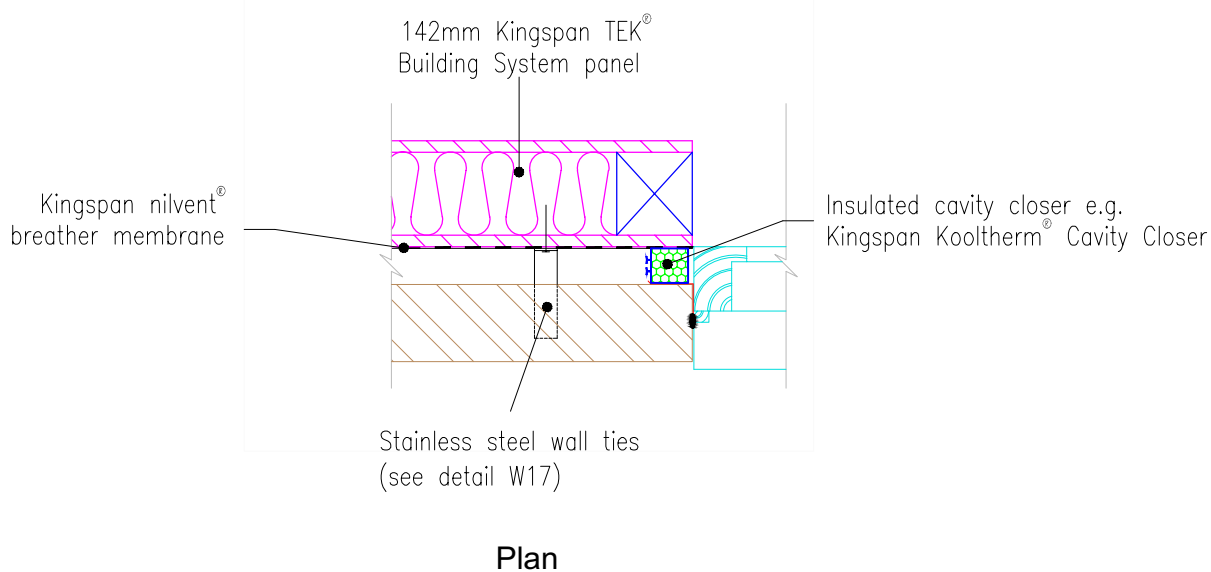 142mm Kingspan TEK®
Building System panel
Kingspan nilvent®
breather membrane
Insulated cavity closer e.g.
Kingspan Kooltherm® Cavity Closer
Stainless steel wall ties
(see detail W17)
Plan